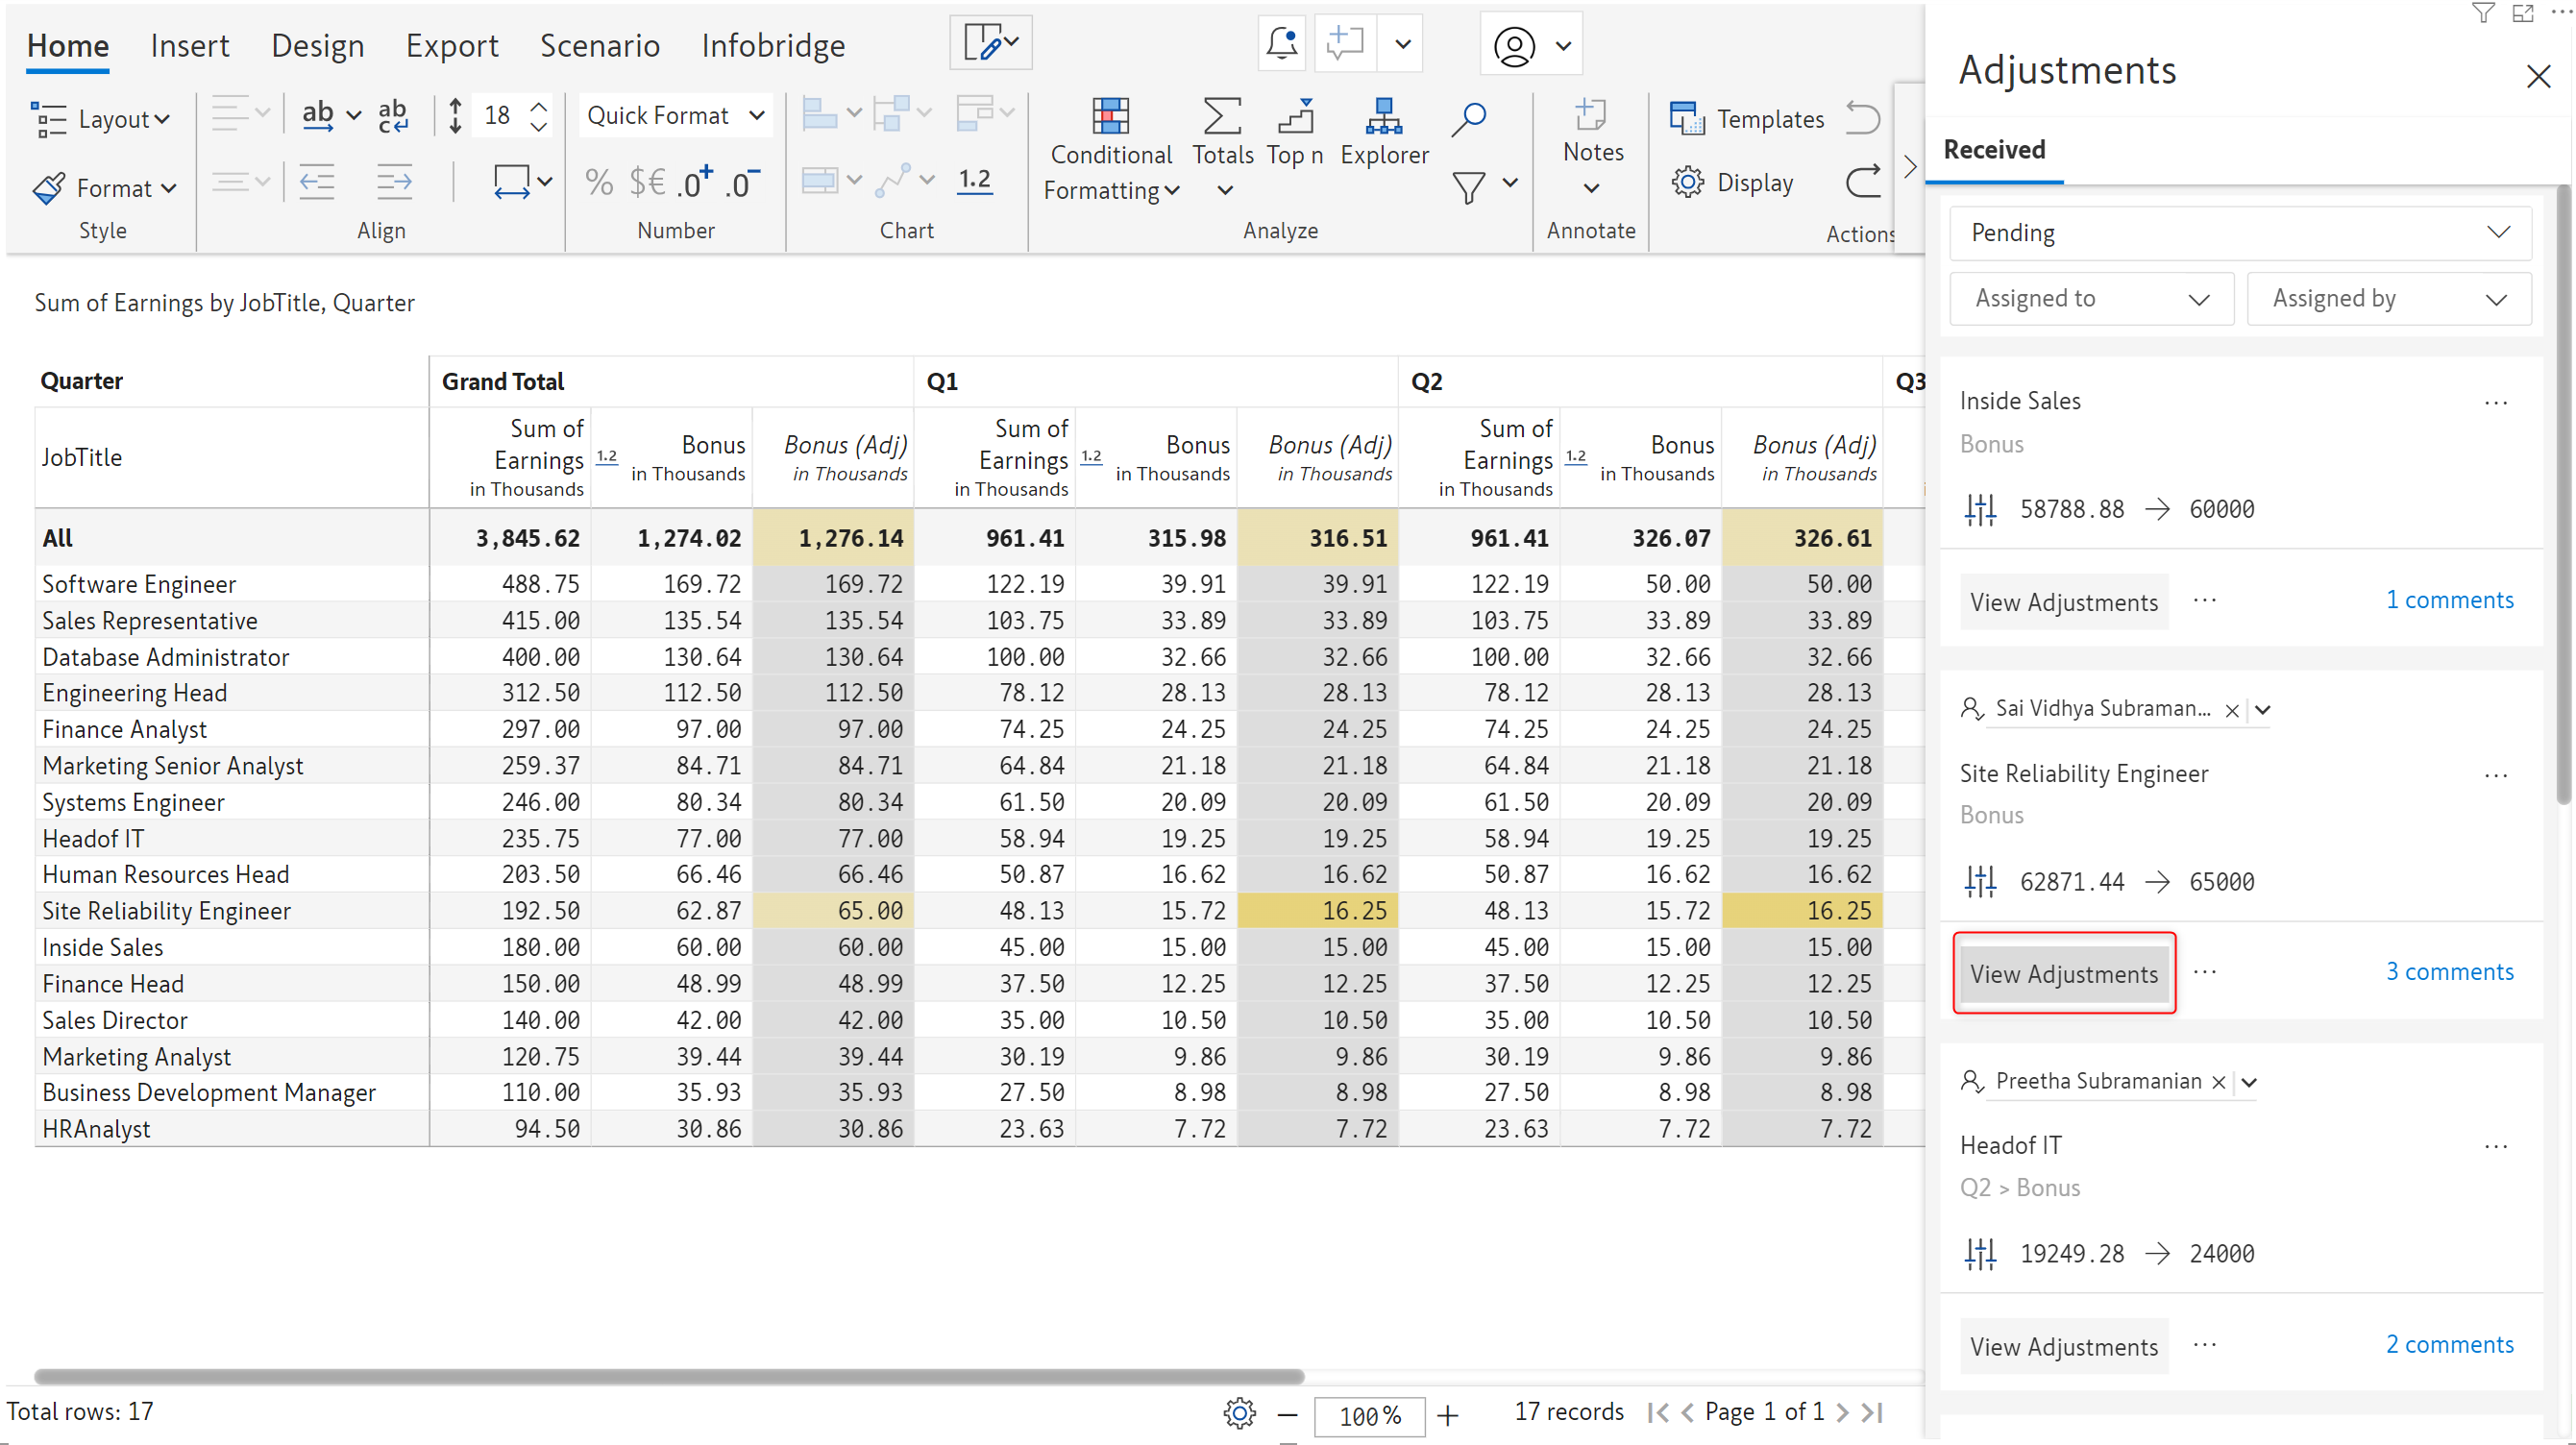 Home Insert Design Export Scenario Infobridge
Layout ab ab c 18 Quick Format
Conditional Formatting Totals Top n Explorer Notes Templates
Format % $€ .0+ .0- 1.2 Display
Style Align Number Chart Analyze Annotate Actions
Sum of Earnings by JobTitle, Quarter
Quarter Grand Total Q1 Q2 Q3
JobTitle Sum of Earnings in Thousands 1.2 Bonus in Thousands Bonus (Adj) in Thousands Sum of Earnings in Thousands 1.2 Bonus in Thousands Bonus (Adj) in Thousands Sum of Earnings in Thousands 1.2 Bonus in Thousands Bonus (Adj) in Thousands
All 3,845.62 1,274.02 1,276.14 961.41 315.98 316.51 961.41 326.07 326.61
Software Engineer 488.75 169.72 169.72 122.19 39.91 39.91 122.19 50.00 50.00
Sales Representative 415.00 135.54 135.54 103.75 33.89 33.89 103.75 33.89 33.89
Database Administrator 400.00 130.64 130.64 100.00 32.66 32.66 100.00 32.66 32.66
Engineering Head 312.50 112.50 112.50 78.12 28.13 28.13 78.12 28.13 28.13
Finance Analyst 297.00 97.00 97.00 74.25 24.25 24.25 74.25 24.25 24.25
Marketing Senior Analyst 259.37 84.71 84.71 64.84 21.18 21.18 64.84 21.18 21.18
Systems Engineer 246.00 80.34 80.34 61.50 20.09 20.09 61.50 20.09 20.09
Headof IT 235.75 77.00 77.00 58.94 19.25 19.25 58.94 19.25 19.25
Human Resources Head 203.50 66.46 66.46 50.87 16.62 16.62 50.87 16.62 16.62
Site Reliability Engineer 192.50 62.87 65.00 48.13 15.72 16.25 48.13 15.72 16.25
Inside Sales 180.00 60.00 60.00 45.00 15.00 15.00 45.00 15.00 15.00
Finance Head 150.00 48.99 48.99 37.50 12.25 12.25 37.50 12.25 12.25
Sales Director 140.00 42.00 42.00 35.00 10.50 10.50 35.00 10.50 10.50
Marketing Analyst 120.75 39.44 39.44 30.19 9.86 9.86 30.19 9.86 9.86
Business Development Manager 110.00 35.93 35.93 27.50 8.98 8.98 27.50 8.98 8.98
HRAnalyst 94.50 30.86 30.86 23.63 7.72 7.72 23.63 7.72 7.72
Total rows: 17 100% 17 records Page 1 of 1
Adjustments
Received
Pending
Assigned to Assigned by
Inside Sales ...
Bonus
58788.88 → 60000
View Adjustments ... 1 comments
Sai Vidhya Subraman...
Site Reliability Engineer ...
Bonus
62871.44 → 65000
View Adjustments ... 3 comments
Preetha Subramanian
Headof IT ...
Q2 > Bonus
19249.28 → 24000
View Adjustments ... 2 comments